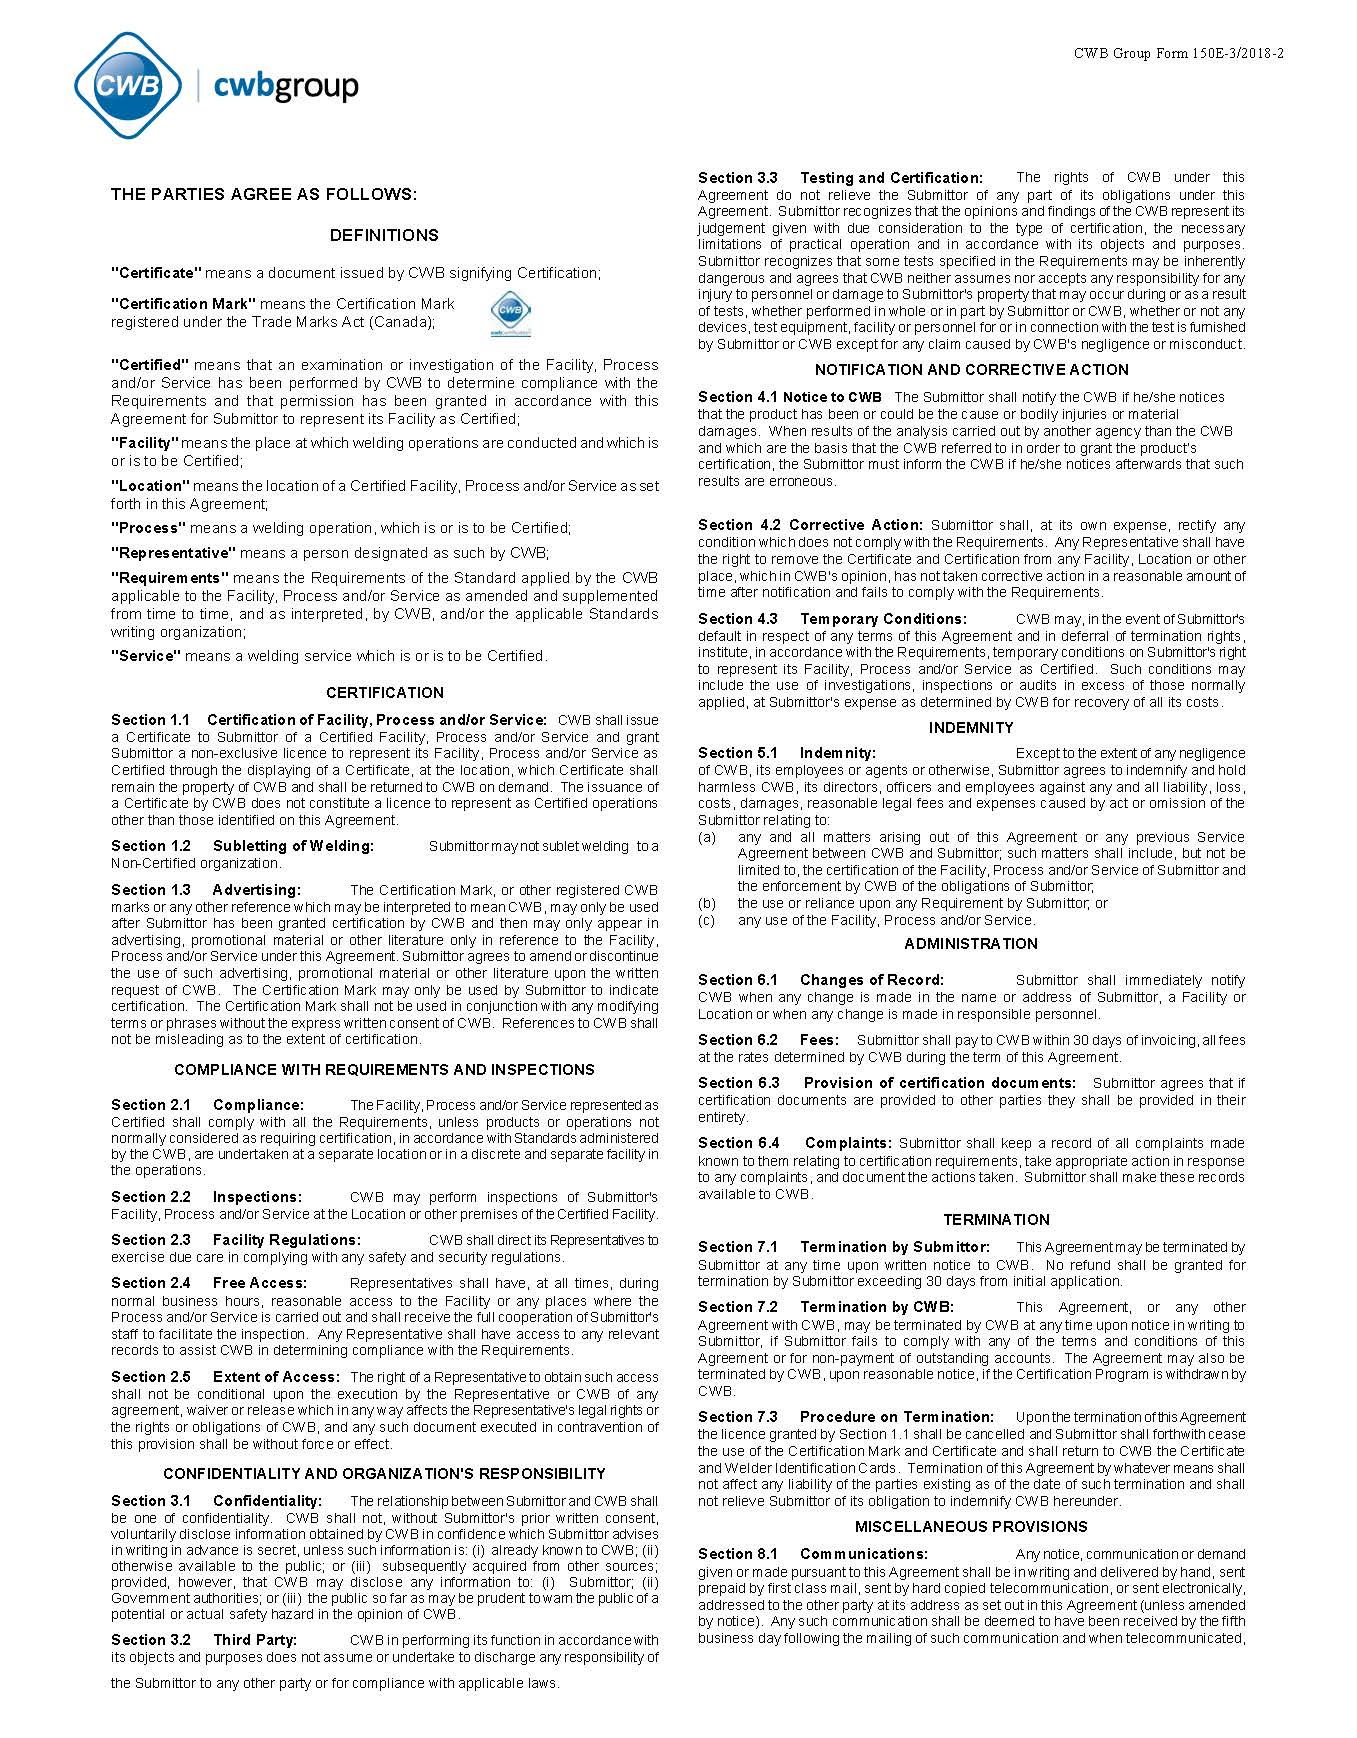 CWB
cwbgroup
CWB Group Form 150E-3/2018-2
THE PARTIES AGREE AS FOLLOWS:
DEFINITIONS
"Certificate" means a document issued by CWB signifying Certification;
"Certification Mark" means the Certification Mark
registered under the Trade Marks Act (Canada);
CWB
"Certified" means that an examination or investigation of the Facility, Process
and/or Service has been performed by CWB to determine compliance with the
Requirements and that permission has been granted in accordance with this
Agreement for Submittor to represent its Facility as Certified;
"Facility" means the place at which welding operations are conducted and which is
or is to be Certified;
"Location" means the location of a Certified Facility, Process and/or Service as set
forth in this Agreement;
"Process" means a welding operation, which is or is to be Certified;
"Representative" means a person designated as such by CWB;
"Requirements" means the Requirements of the Standard applied by the CWB
applicable to the Facility, Process and/or Service as amended and supplemented
from time to time, and as interpreted, by CWB, and/or the applicable Standards
writing organization;
"Service" means a welding service which is or is to be Certified.
CERTIFICATION
Section 1.1 Certification of Facility, Process and/or Service: CWB shall issue
a Certificate to Submittor of a Certified Facility, Process and/or Service and grant
Submittor a non-exclusive licence to represent its Facility, Process and/or Service as
Certified through the displaying of a Certificate, at the location, which Certificate shall
remain the property of CWB and shall be returned to CWB on demand. The issuance of
a Certificate by CWB does not constitute a licence to represent as Certified operations
other than those identified on this Agreement.
Section 1.2 Subletting of Welding: Submittor may not sublet welding to a
Non-Certified organization.
Section 1.3 Advertising: The Certification Mark, or other registered CWB
marks or any other reference which may be interpreted to mean CWB, may only be used
after Submittor has been granted certification by CWB and then may only appear in
advertising, promotional material or other literature only in reference to the Facility,
Process and/or Service under this Agreement. Submittor agrees to amend or discontinue
the use of such advertising, promotional material or other literature upon the written
request of CWB. The Certification Mark may only be used by Submittor to indicate
certification. The Certification Mark shall not be used in conjunction with any modifying
terms or phrases without the express written consent of CWB. References to CWB shall
not be misleading as to the extent of certification.
COMPLIANCE WITH REQUIREMENTS AND INSPECTIONS
Section 2.1 Compliance: The Facility, Process and/or Service represented as
Certified shall comply with all the Requirements, unless products or operations not
normally considered as requiring certification, in accordance with Standards administered
by the CWB, are undertaken at a separate location or in a discrete and separate facility in
the operations.
Section 2.2 Inspections: CWB may perform inspections of Submittor's
Facility, Process and/or Service at the Location or other premises of the Certified Facility.
Section 2.3 Facility Regulations: CWB shall direct its Representatives to
exercise due care in complying with any safety and security regulations.
Section 2.4 Free Access: Representatives shall have, at all times, during
normal business hours, reasonable access to the Facility or any places where the
Process and/or Service is carried out and shall receive the full cooperation of Submittor's
staff to facilitate the inspection. Any Representative shall have access to any relevant
records to assist CWB in determining compliance with the Requirements.
Section 2.5 Extent of Access: The right of a Representative to obtain such access
shall not be conditional upon the execution by the Representative or CWB of any
agreement, waiver or release which in any way affects the Representative's legal rights or
the rights or obligations of CWB, and any such document executed in contravention of
this provision shall be without force or effect.
CONFIDENTIALITY AND ORGANIZATION'S RESPONSIBILITY
Section 3.1 Confidentiality: The relationship between Submittor and CWB shall
be one of confidentiality. CWB shall not, without Submittor's prior written consent,
voluntarily disclose information obtained by CWB in confidence which Submittor advises
in writing in advance is secret, unless such information is: (i) already known to CWB; (ii)
otherwise available to the public; or (iii) subsequently acquired from other sources;
provided, however, that CWB may disclose any information to: (i) Submittor; (ii)
Government authorities; or (iii) the public so far as may be prudent to warn the public of a
potential or actual safety hazard in the opinion of CWB.
Section 3.2 Third Party: CWB in performing its function in accordance with
its objects and purposes does not assume or undertake to discharge any responsibility of
the Submittor to any other party or for compliance with applicable laws.
Section 3.3 Testing and Certification: The rights of CWB under this
Agreement do not relieve the Submittor of any part of its obligations under this
Agreement. Submittor recognizes that the opinions and findings of the CWB represent its
judgement given with due consideration to the type of certification, the necessary
limitations of practical operation and in accordance with its objects and purposes.
Submittor recognizes that some tests specified in the Requirements may be inherently
dangerous and agrees that CWB neither assumes nor accepts any responsibility for any
injury to personnel or damage to Submittor's property that may occur during or as a result
of tests, whether performed in whole or in part by Submittor or CWB, whether or not any
devices, test equipment, facility or personnel for or in connection with the test is furnished
by Submittor or CWB except for any claim caused by CWB's negligence or misconduct.
NOTIFICATION AND CORRECTIVE ACTION
Section 4.1 Notice to CWB The Submittor shall notify the CWB if he/she notices
that the product has been or could be the cause or bodily injuries or material
damages. When results of the analysis carried out by another agency than the CWB
and which are the basis that the CWB referred to in order to grant the product's
certification, the Submittor must inform the CWB if he/she notices afterwards that such
results are erroneous.
Section 4.2 Corrective Action: Submittor shall, at its own expense, rectify any
condition which does not comply with the Requirements. Any Representative shall have
the right to remove the Certificate and Certification from any Facility, Location or other
place, which in CWB's opinion, has not taken corrective action in a reasonable amount of
time after notification and fails to comply with the Requirements.
Section 4.3 Temporary Conditions: CWB may, in the event of Submittor's
default in respect of any terms of this Agreement and in deferral of termination rights,
institute, in accordance with the Requirements, temporary conditions on Submittor's right
to represent its Facility, Process and/or Service as Certified. Such conditions may
include the use of investigations, inspections or audits in excess of those normally
applied, at Submittor's expense as determined by CWB for recovery of all its costs.
INDEMNITY
Section 5.1 Indemnity: Except to the extent of any negligence
of CWB, its employees or agents or otherwise, Submittor agrees to indemnify and hold
harmless CWB, its directors, officers and employees against any and all liability, loss,
costs, damages, reasonable legal fees and expenses caused by act or omission of the
Submittor relating to:
(a) any and all matters arising out of this Agreement or any previous Service
Agreement between CWB and Submittor; such matters shall include, but not be
limited to, the certification of the Facility, Process and/or Service of Submittor and
the enforcement by CWB of the obligations of Submittor;
(b) the use or reliance upon any Requirement by Submittor; or
(c) any use of the Facility, Process and/or Service.
ADMINISTRATION
Section 6.1 Changes of Record: Submittor shall immediately notify
CWB when any change is made in the name or address of Submittor, a Facility or
Location or when any change is made in responsible personnel.
Section 6.2 Fees: Submittor shall pay to CWB within 30 days of invoicing, all fees
at the rates determined by CWB during the term of this Agreement.
Section 6.3 Provision of certification documents: Submittor agrees that if
certification documents are provided to other parties they shall be provided in their
entirety.
Section 6.4 Complaints: Submittor shall keep a record of all complaints made
known to them relating to certification requirements, take appropriate action in response
to any complaints, and document the actions taken. Submittor shall make these records
available to CWB.
TERMINATION
Section 7.1 Termination by Submittor: This Agreement may be terminated by
Submittor at any time upon written notice to CWB. No refund shall be granted for
termination by Submittor exceeding 30 days from initial application.
Section 7.2 Termination by CWB: This Agreement, or any other
Agreement with CWB, may be terminated by CWB at any time upon notice in writing to
Submittor, if Submittor fails to comply with any of the terms and conditions of this
Agreement or for non-payment of outstanding accounts. The Agreement may also be
terminated by CWB, upon reasonable notice, if the Certification Program is withdrawn by
CWB.
Section 7.3 Procedure on Termination: Upon the termination of this Agreement
the licence granted by Section 1.1 shall be cancelled and Submittor shall forthwith cease
the use of the Certification Mark and Certificate and shall return to CWB the Certificate
and Welder Identification Cards. Termination of this Agreement by whatever means shall
not affect any liability of the parties existing as of the date of such termination and shall
not relieve Submittor of its obligation to indemnify CWB hereunder.
MISCELLANEOUS PROVISIONS
Section 8.1 Communications: Any notice, communication or demand
given or made pursuant to this Agreement shall be in writing and delivered by hand, sent
prepaid by first class mail, sent by hard copied telecommunication, or sent electronically,
addressed to the other party at its address as set out in this Agreement (unless amended
by notice). Any such communication shall be deemed to have been received by the fifth
business day following the mailing of such communication and when telecommunicated,